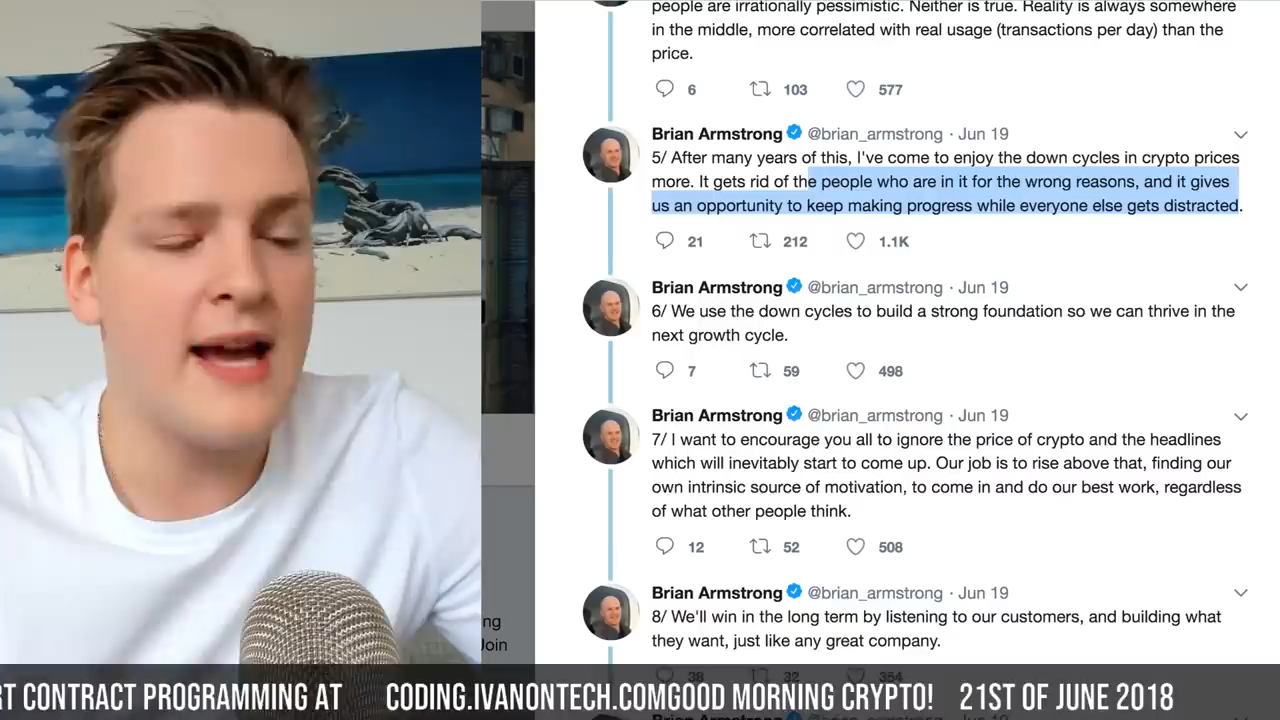 people are irrationally pessimistic. Neither is true. Reality is always somewhere
in the middle, more correlated with real usage (transactions per day) than the
price.
6 103 577
Brian Armstrong @brian_armstrong · Jun 19
5/ After many years of this, I've come to enjoy the down cycles in crypto prices
more. It gets rid of the people who are in it for the wrong reasons, and it gives
us an opportunity to keep making progress while everyone else gets distracted.
21 212 1.1K
Brian Armstrong @brian_armstrong · Jun 19
6/ We use the down cycles to build a strong foundation so we can thrive in the
next growth cycle.
7 59 498
Brian Armstrong @brian_armstrong · Jun 19
7/ I want to encourage you all to ignore the price of crypto and the headlines
which will inevitably start to come up. Our job is to rise above that, finding our
own intrinsic source of motivation, to come in and do our best work, regardless
of what other people think.
12 52 508
Brian Armstrong @brian_armstrong · Jun 19
8/ We'll win in the long term by listening to our customers, and building what
they want, just like any great company.
38 32 354
ng
Join
RT CONTRACT PROGRAMMING AT CODING.IVANONTECH.COMGOOD MORNING CRYPTO! 21ST OF JUNE 2018